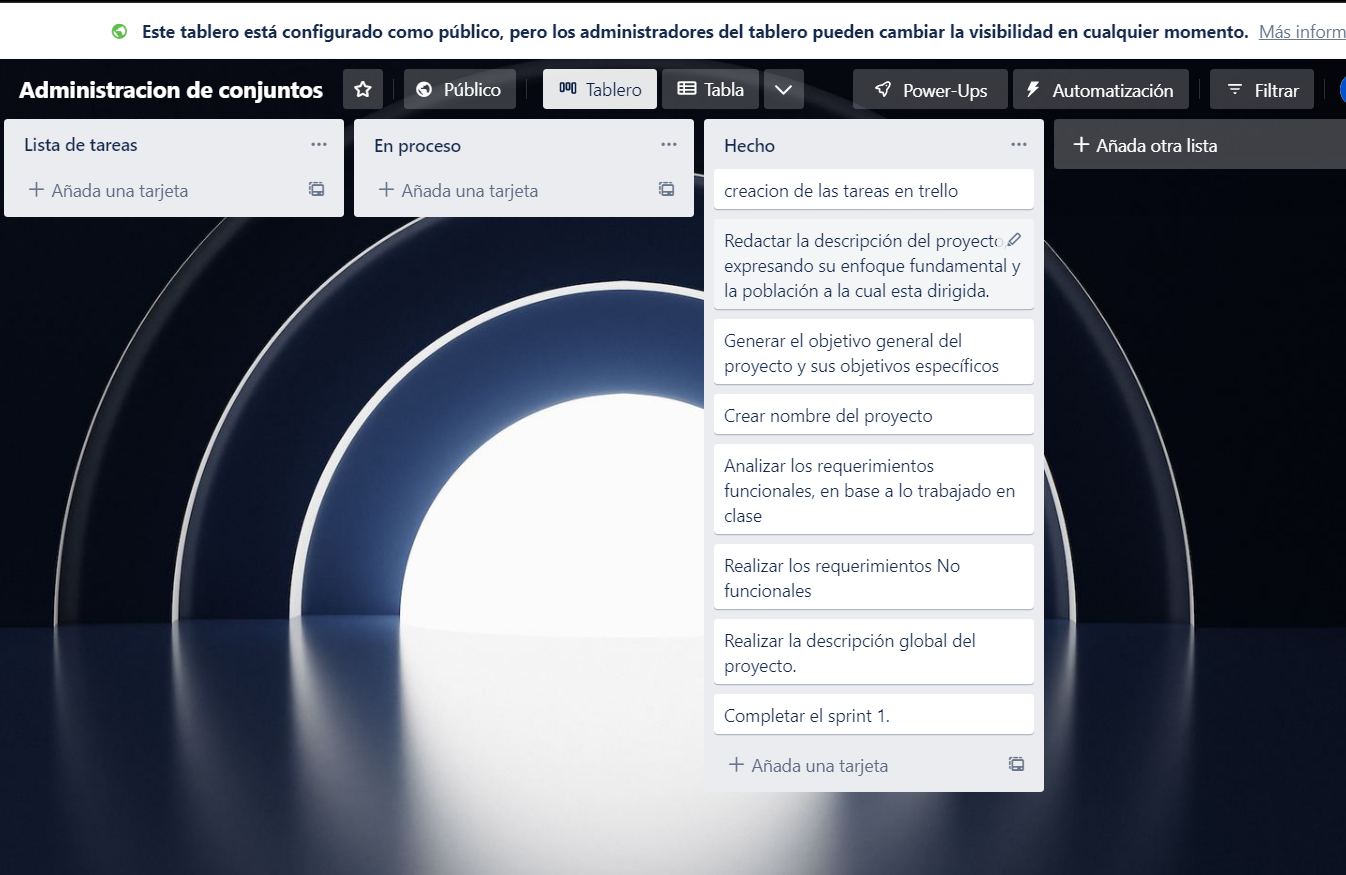 Este tablero está configurado como público, pero los administradores del tablero pueden cambiar la visibilidad en cualquier momento. Más inform
Administracion de conjuntos
Público
Tablero
Tabla
Power-Ups
Automatización
Filtrar
Lista de tareas
Añada una tarjeta
En proceso
Añada una tarjeta
Hecho
creacion de las tareas en trello
Redactar la descripción del proyecto,
expresando su enfoque fundamental y
la población a la cual esta dirigida.
Generar el objetivo general del
proyecto y sus objetivos específicos
Crear nombre del proyecto
Analizar los requerimientos
funcionales, en base a lo trabajado en
clase
Realizar los requerimientos No
funcionales
Realizar la descripción global del
proyecto.
Completar el sprint 1.
Añada una tarjeta
Añada otra lista